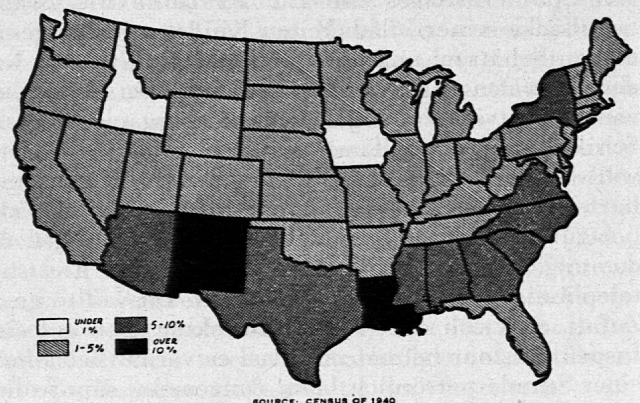 UNDER 1%
5-10%
1-5%
OVER 10%
SOURCE: CENSUS OF 1940